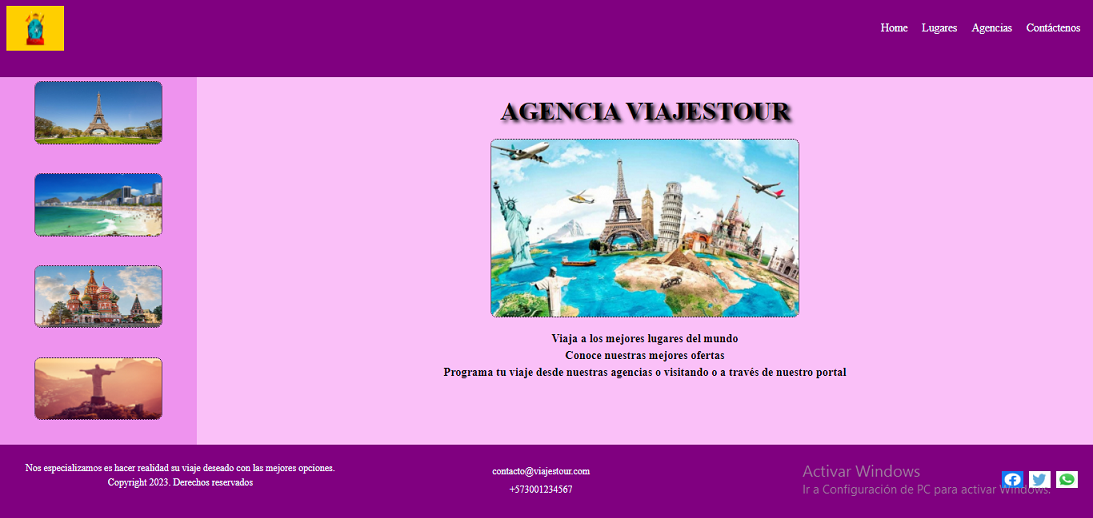 Home Lugares Agencias Contáctenos
AGENCIA VIAJESTOUR
Viaja a los mejores lugares del mundo
Conoce nuestras mejores ofertas
Programa tu viaje desde nuestras agencias o visitando o a través de nuestro portal
Nos especializamos es hacer realidad su viaje deseado con las mejores opciones.
Copyright 2023. Derechos reservados
contacto@viajestour.com
+573001234567
Activar Windows
Ir a Configuración de PC para activar Windows.